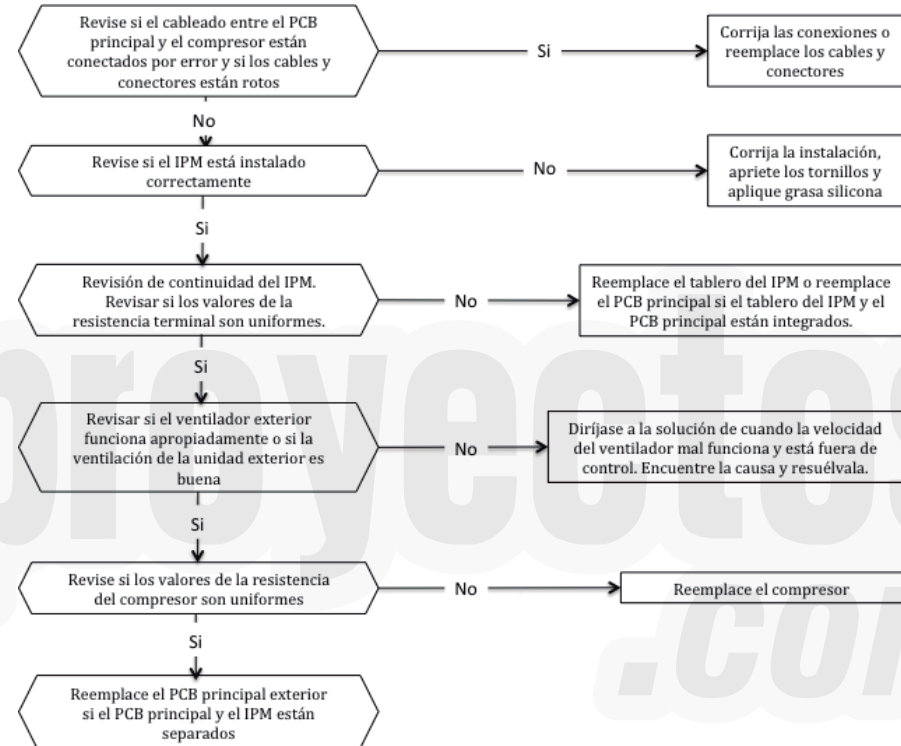 Revise si el cableado entre el PCB
principal y el compresor están
conectados por error y si los cables y
conectores están rotos
Si
Corrija las conexiones o
reemplace los cables y
conectores
No
Revise si el IPM está instalado
correctamente
No
Corrija la instalación,
apriete los tornillos y
aplique grasa silicona
Si
Revisión de continuidad del IPM.
Revisar si los valores de la
resistencia terminal son uniformes.
No
Reemplace el tablero del IPM o reemplace
el PCB principal si el tablero del IPM y el
PCB principal están integrados.
Si
Revisar si el ventilador exterior
funciona apropiadamente o si la
ventilación de la unidad exterior es
buena
No
Diríjase a la solución de cuando la velocidad
del ventilador mal funciona y está fuera de
control. Encuentre la causa y resuélvala.
Si
Revise si los valores de la resistencia
del compresor son uniformes
No
Reemplace el compresor
Si
Reemplace el PCB principal exterior
si el PCB principal y el IPM están
separados
proyectos
.com